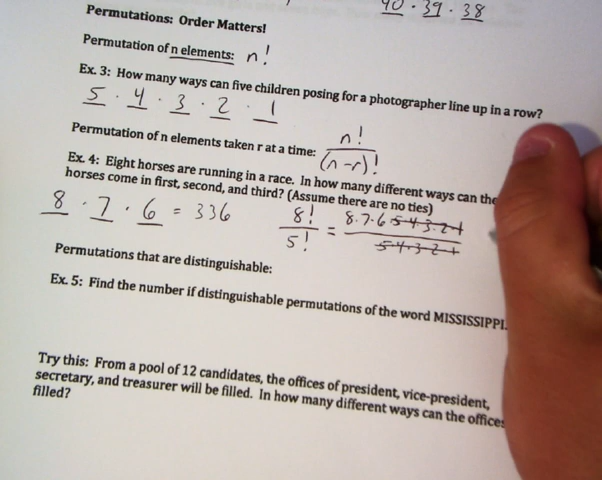 40 · 39 · 38
Permutations: Order Matters!
Permutation of n elements: n!
Ex. 3: How many ways can five children posing for a photographer line up in a row?
5 · 4 · 3 · 2 · 1
Permutation of n elements taken r at a time: n! / (n-r)!
Ex. 4: Eight horses are running in a race. In how many different ways can the
horses come in first, second, and third? (Assume there are no ties)
8 · 7 · 6 = 336 8! / 5! = 8·7·6·5·4·3·2·1 / 5·4·3·2·1
Permutations that are distinguishable:
Ex. 5: Find the number if distinguishable permutations of the word MISSISSIPPI.
Try this: From a pool of 12 candidates, the offices of president, vice-president,
secretary, and treasurer will be filled. In how many different ways can the offices
filled?